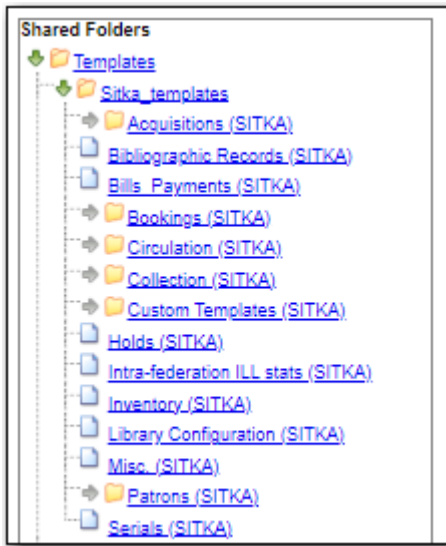 Shared Folders
Templates
Sitka_templates
Acquisitions (SITKA)
Bibliographic Records (SITKA)
Bills_Payments (SITKA)
Bookings (SITKA)
Circulation (SITKA)
Collection (SITKA)
Custom Templates (SITKA)
Holds (SITKA)
Intra-federation ILL stats (SITKA)
Inventory (SITKA)
Library Configuration (SITKA)
Misc. (SITKA)
Patrons (SITKA)
Serials (SITKA)